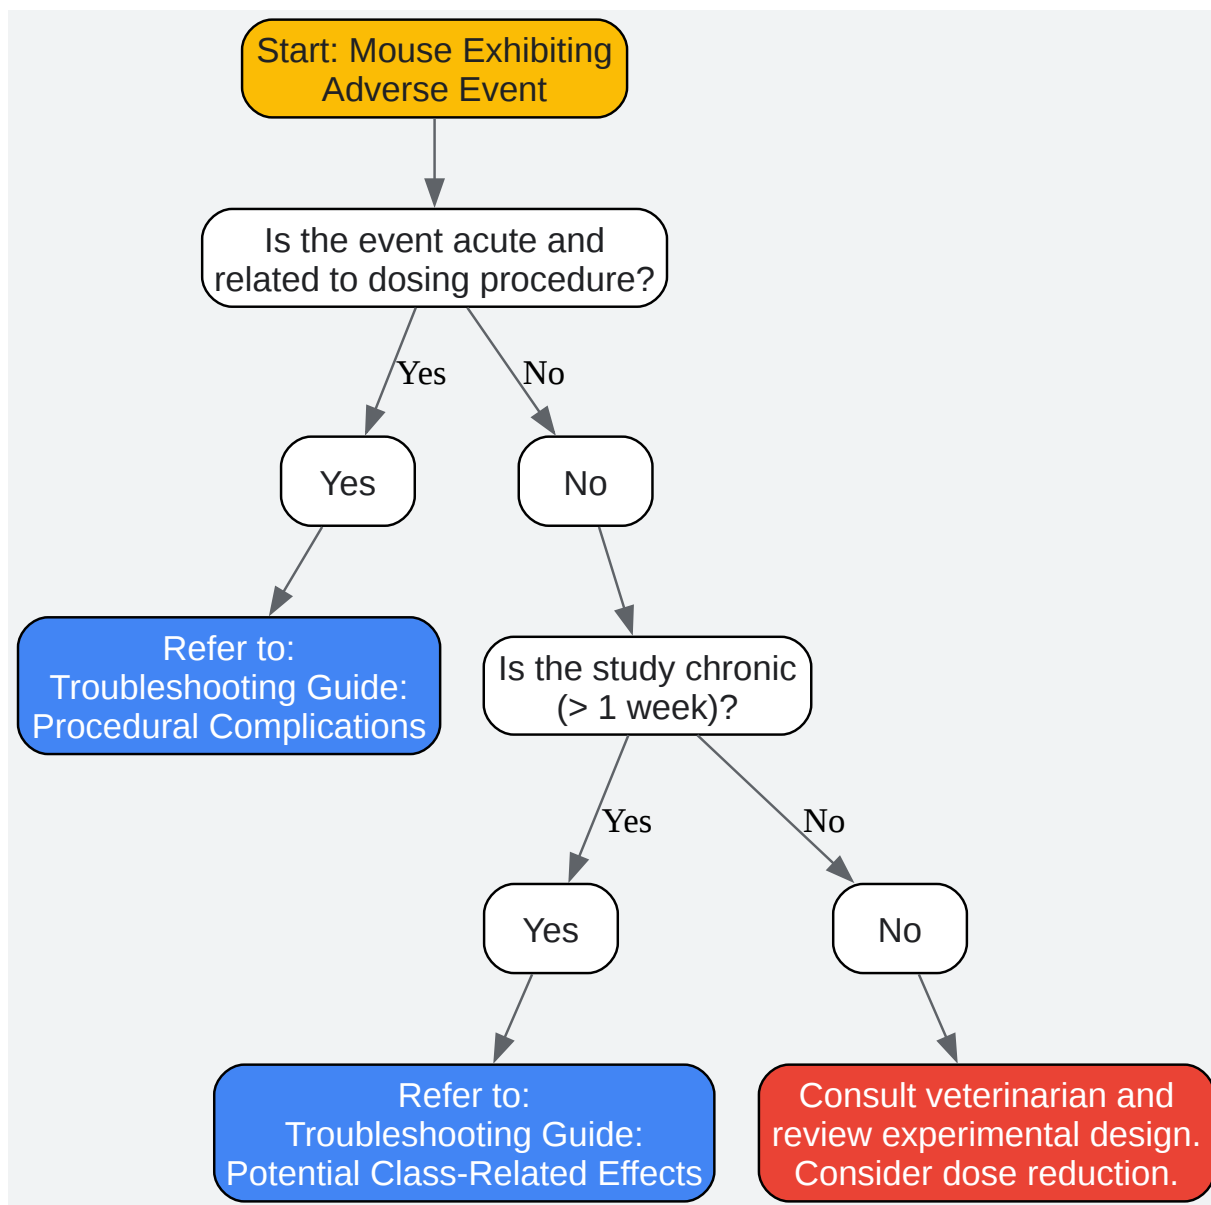 Start: Mouse Exhibiting
Adverse Event
Is the event acute and
related to dosing procedure?
Yes
No
Yes
No
Refer to:
Troubleshooting Guide:
Procedural Complications
Is the study chronic
(> 1 week)?
Yes
No
Yes
No
Refer to:
Troubleshooting Guide:
Potential Class-Related Effects
Consult veterinarian and
review experimental design.
Consider dose reduction.